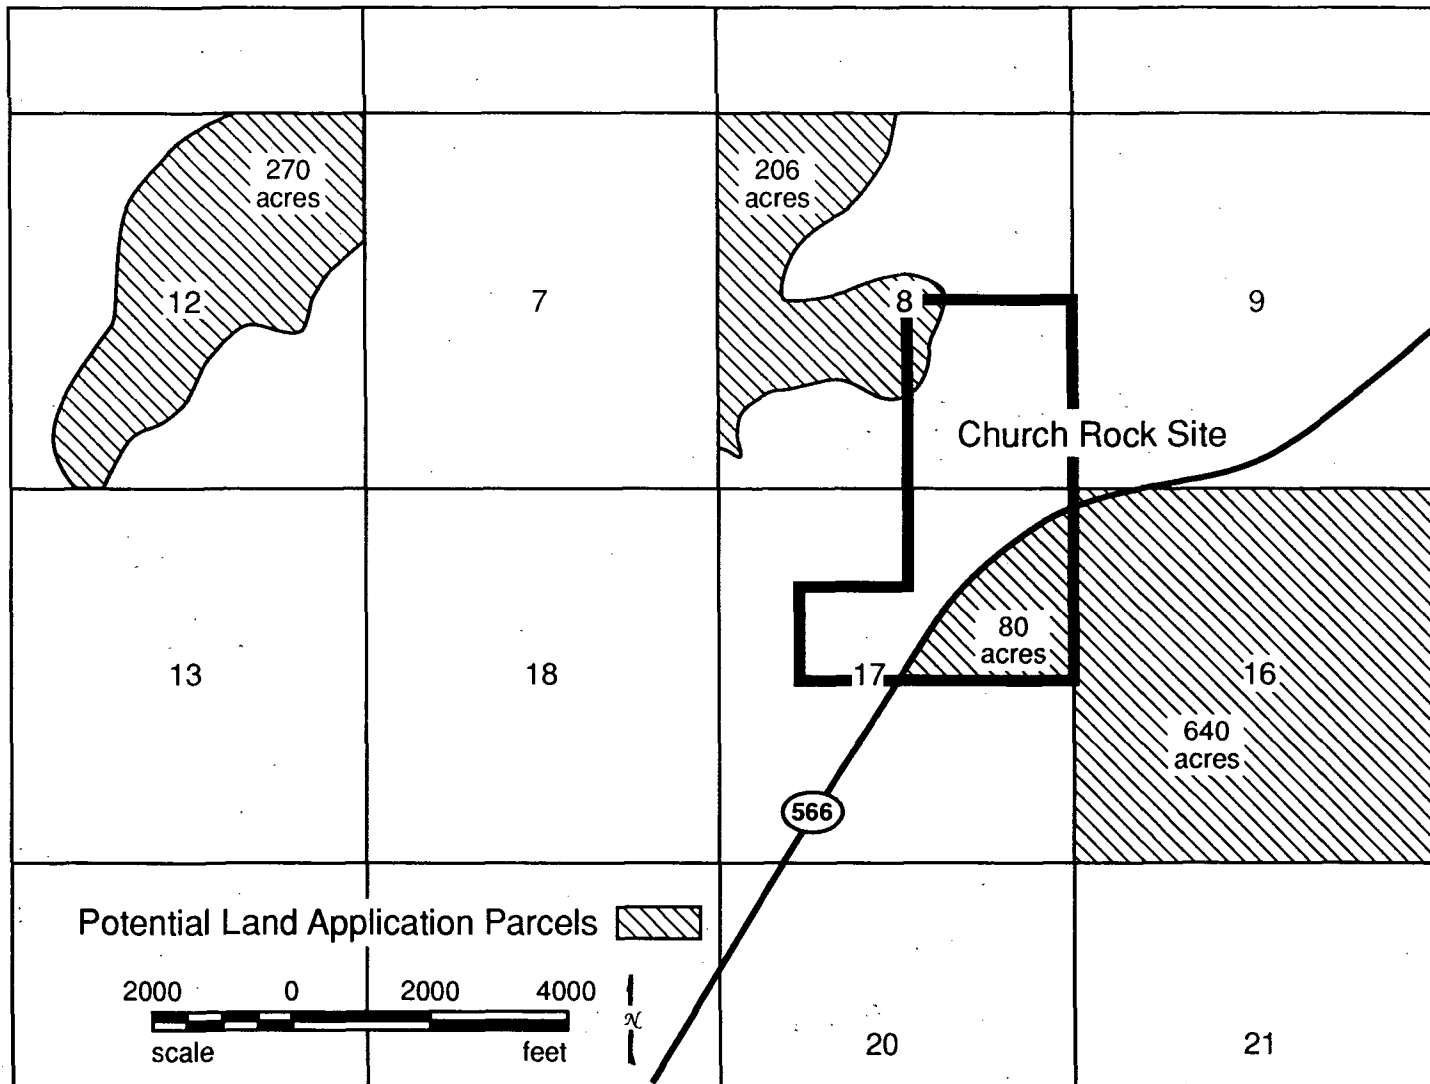 270
acres
206
acres
12
7
8
9
Church Rock Site
80
acres
13
18
17
16
640
acres
566
Potential Land Application Parcels
2000 0 2000 4000
N
scale feet
20
21